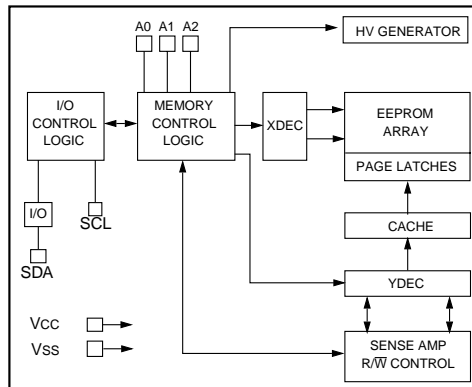 A0 A1 A2
HV GENERATOR
I/O
CONTROL
LOGIC
MEMORY
CONTROL
LOGIC
XDEC
EEPROM
ARRAY
PAGE LATCHES
I/O
SCL
SDA
CACHE
YDEC
VCC
VSS
SENSE AMP
R/W̅ CONTROL